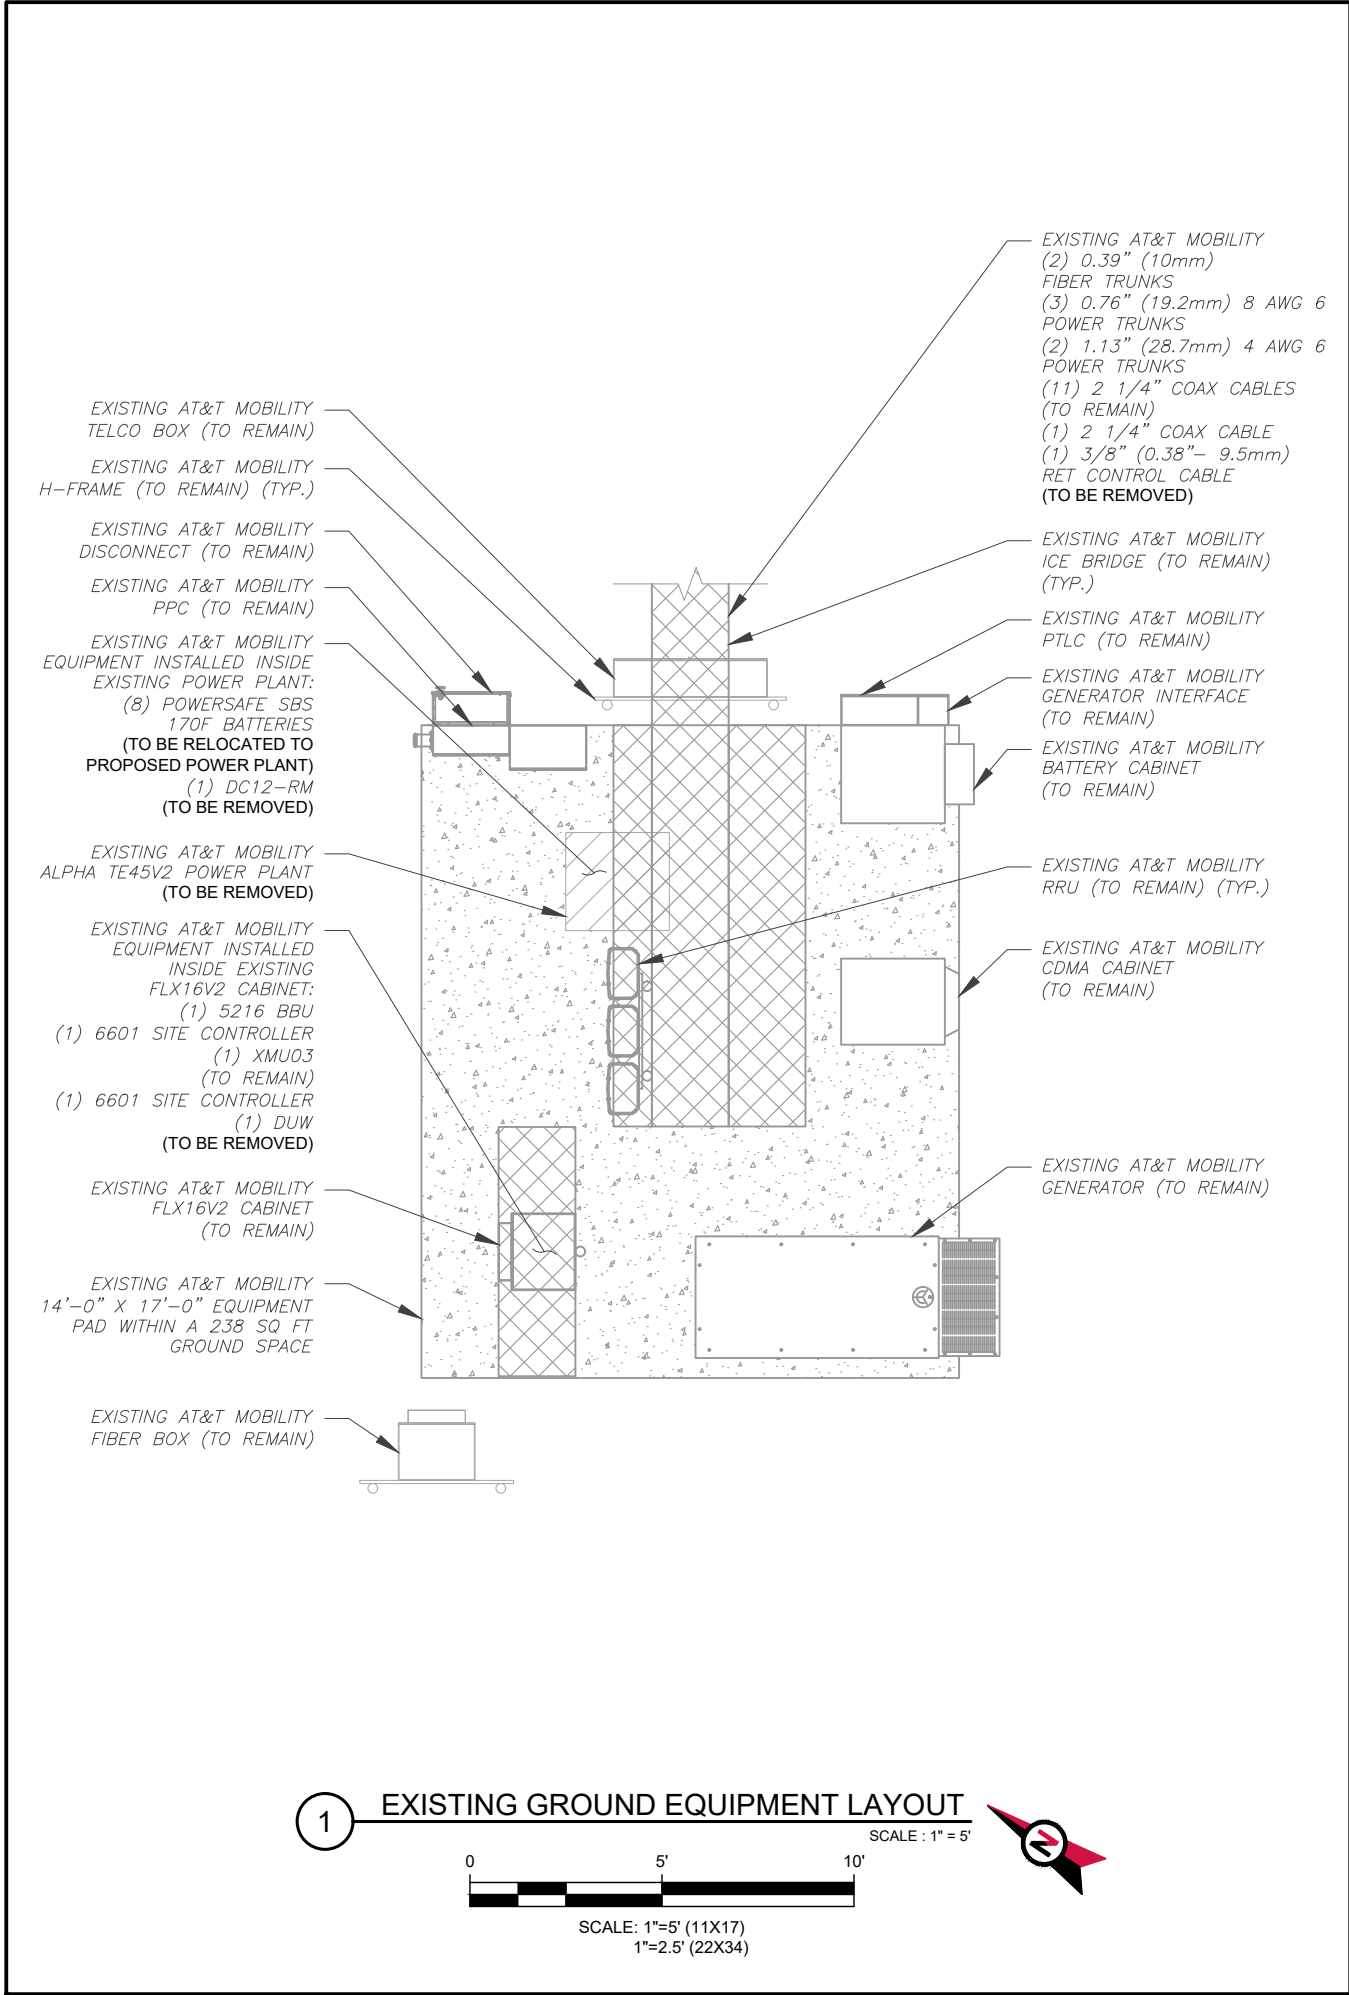 EXISTING AT&T MOBILITY
(2) 0.39" (10mm)
FIBER TRUNKS
(3) 0.76" (19.2mm) 8 AWG 6
POWER TRUNKS
(2) 1.13" (28.7mm) 4 AWG 6
POWER TRUNKS
(11) 2 1/4" COAX CABLES
(TO REMAIN)
(1) 2 1/4" COAX CABLE
(1) 3/8" (0.38"- 9.5mm)
RET CONTROL CABLE
(TO BE REMOVED)
EXISTING AT&T MOBILITY
ICE BRIDGE (TO REMAIN)
(TYP.)
EXISTING AT&T MOBILITY
PTLC (TO REMAIN)
EXISTING AT&T MOBILITY
GENERATOR INTERFACE
(TO REMAIN)
EXISTING AT&T MOBILITY
BATTERY CABINET
(TO REMAIN)
EXISTING AT&T MOBILITY
RRU (TO REMAIN) (TYP.)
EXISTING AT&T MOBILITY
CDMA CABINET
(TO REMAIN)
EXISTING AT&T MOBILITY
GENERATOR (TO REMAIN)
EXISTING AT&T MOBILITY
TELCO BOX (TO REMAIN)
EXISTING AT&T MOBILITY
H-FRAME (TO REMAIN) (TYP.)
EXISTING AT&T MOBILITY
DISCONNECT (TO REMAIN)
EXISTING AT&T MOBILITY
PPC (TO REMAIN)
EXISTING AT&T MOBILITY
EQUIPMENT INSTALLED INSIDE
EXISTING POWER PLANT:
(8) POWERSAFE SBS
170F BATTERIES
(TO BE RELOCATED TO
PROPOSED POWER PLANT)
(1) DC12-RM
(TO BE REMOVED)
EXISTING AT&T MOBILITY
ALPHA TE45V2 POWER PLANT
(TO BE REMOVED)
EXISTING AT&T MOBILITY
EQUIPMENT INSTALLED
INSIDE EXISTING
FLX16V2 CABINET:
(1) 5216 BBU
(1) 6601 SITE CONTROLLER
(1) XMU03
(TO REMAIN)
(1) 6601 SITE CONTROLLER
(1) DUW
(TO BE REMOVED)
EXISTING AT&T MOBILITY
FLX16V2 CABINET
(TO REMAIN)
EXISTING AT&T MOBILITY
14'-0" X 17'-0" EQUIPMENT
PAD WITHIN A 238 SQ FT
GROUND SPACE
EXISTING AT&T MOBILITY
FIBER BOX (TO REMAIN)
1
EXISTING GROUND EQUIPMENT LAYOUT
SCALE : 1" = 5'
N
0 5' 10'
SCALE: 1"=5' (11X17)
1"=2.5' (22X34)